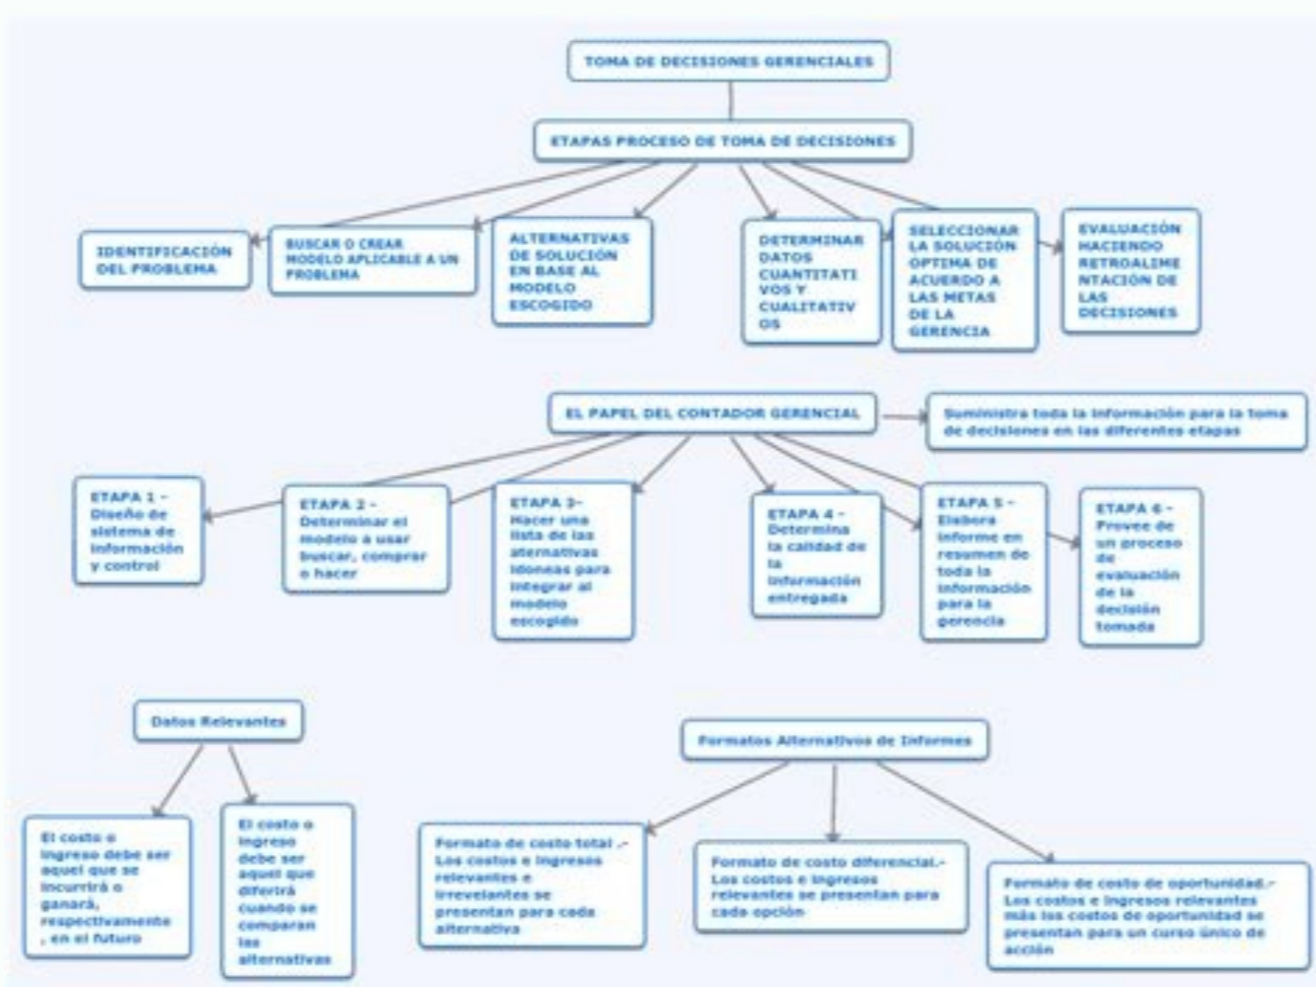 TOMA DE DECISIONES GERENCIALES
ETAPAS PROCESO DE TOMA DE DECISIONES
IDENTIFICACIÓN
DEL PROBLEMA
BUSCAR O CREAR
MODELO APLICABLE A UN
PROBLEMA
ALTERNATIVAS
DE SOLUCIÓN
EN BASE AL
MODELO
ESCOGIDO
DETERMINAR
DATOS
CUANTITATI
VOS Y
CUALITATIV
OS
SELECCIONAR
LA SOLUCIÓN
OPTIMA DE
ACUERDO A
LAS METAS
DE LA
GERENCIA
EVALUACIÓN
HACIENDO
RETROALIME
NTACIÓN DE
LAS
DECISIONES
EL PAPEL DEL CONTADOR GERENCIAL
Suministra toda la información para la toma
de decisiones en las diferentes etapas
ETAPA 1 -
Diseño de
sistema de
información
y control
ETAPA 2 -
Determinar el
modelo a usar
buscar, comprar
o hacer
ETAPA 3-
Hacer una
lista de las
aternativas
idoneas para
integrar al
modelo
escogido
ETAPA 4 -
Determina
la calidad de
la
información
entregada
ETAPA 5 -
Elabora
informe en
resumen de
toda la
información
para la
gerencia
ETAPA 6 -
Provee de
un proceso
de
evaluación
de la
decisión
tomada
Datos Relevantes
El costo o
ingreso debe ser
aquel que se
incurrirá o
ganará,
respectivamente
, en el futuro
El costo o
ingreso
debe ser
aquel que
diferirá
cuando se
comparan
las
alternativas
Formatos Alternativos de Informes
Formato de costo total .-
Los costos e ingresos
relevantes e
irrevelantes se
presentan para cada
alternativa
Formato de costo diferencial.-
Los costos e ingresos
relevantes se presentan para
cada opción
Formato de costo de oportunidad.-
Los costos e ingresos relevantes
más los costos de oportunidad se
presentan para un curso único de
acción